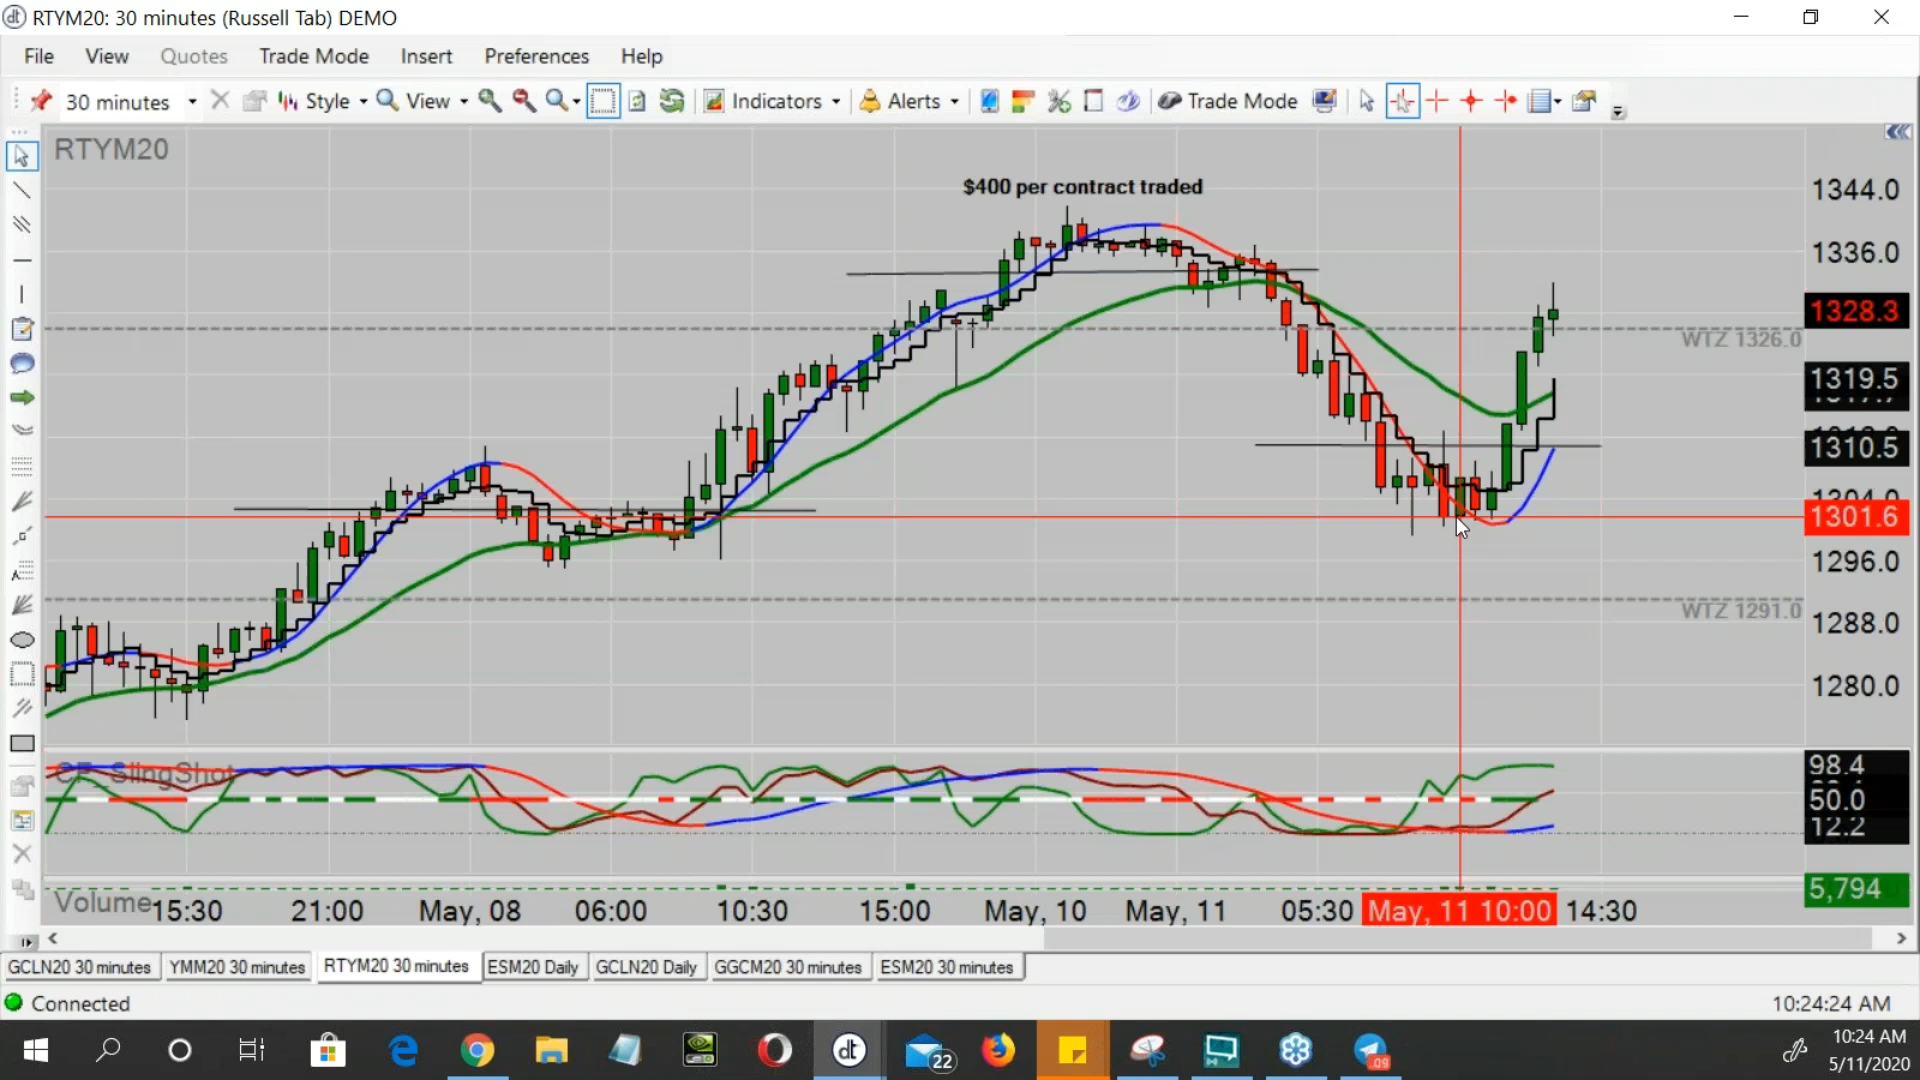 RTYM20: 30 minutes (Russell Tab) DEMO
File View Quotes Trade Mode Insert Preferences Help
30 minutes Style View Indicators Alerts Trade Mode
RTYM20
$400 per contract traded
1344.0
1336.0
1328.3
WTZ 1326.0
1319.5
1310.5
1304.0
1301.6
1296.0
WTZ 1291.0
1288.0
1280.0
CF_SlingShot
98.4
50.0
12.2
5,794
Volume
15:30 21:00 May, 08 06:00 10:30 15:00 May, 10 May, 11 05:30 May, 11 10:00 14:30
GCLN20 30 minutes YMM20 30 minutes RTYM20 30 minutes ESM20 Daily GCLN20 Daily GGCM20 30 minutes ESM20 30 minutes
Connected 10:24:24 AM
dt 22 09 10:24 AM
5/11/2020